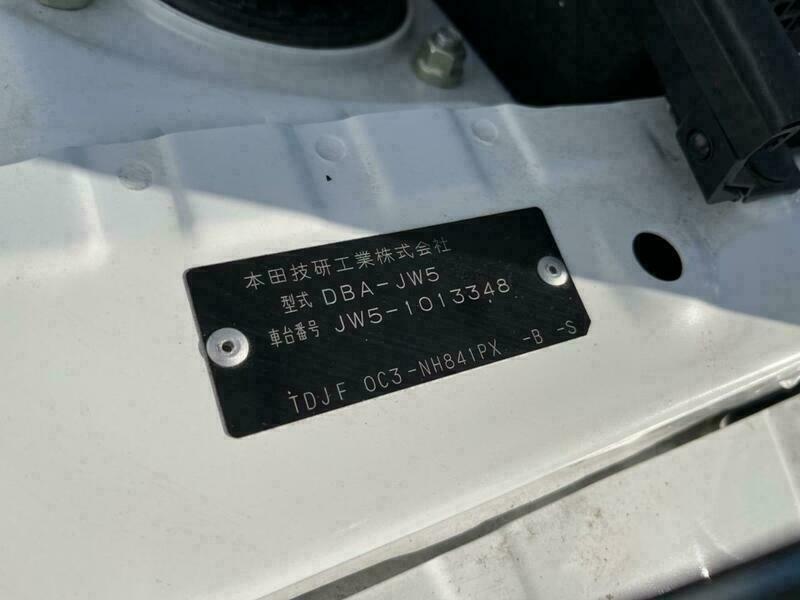 本田技研工業株式会社
型式 DBA-JW5
車台番号 JW5-1013348
TDJF 0C3-NH841PX -B -S